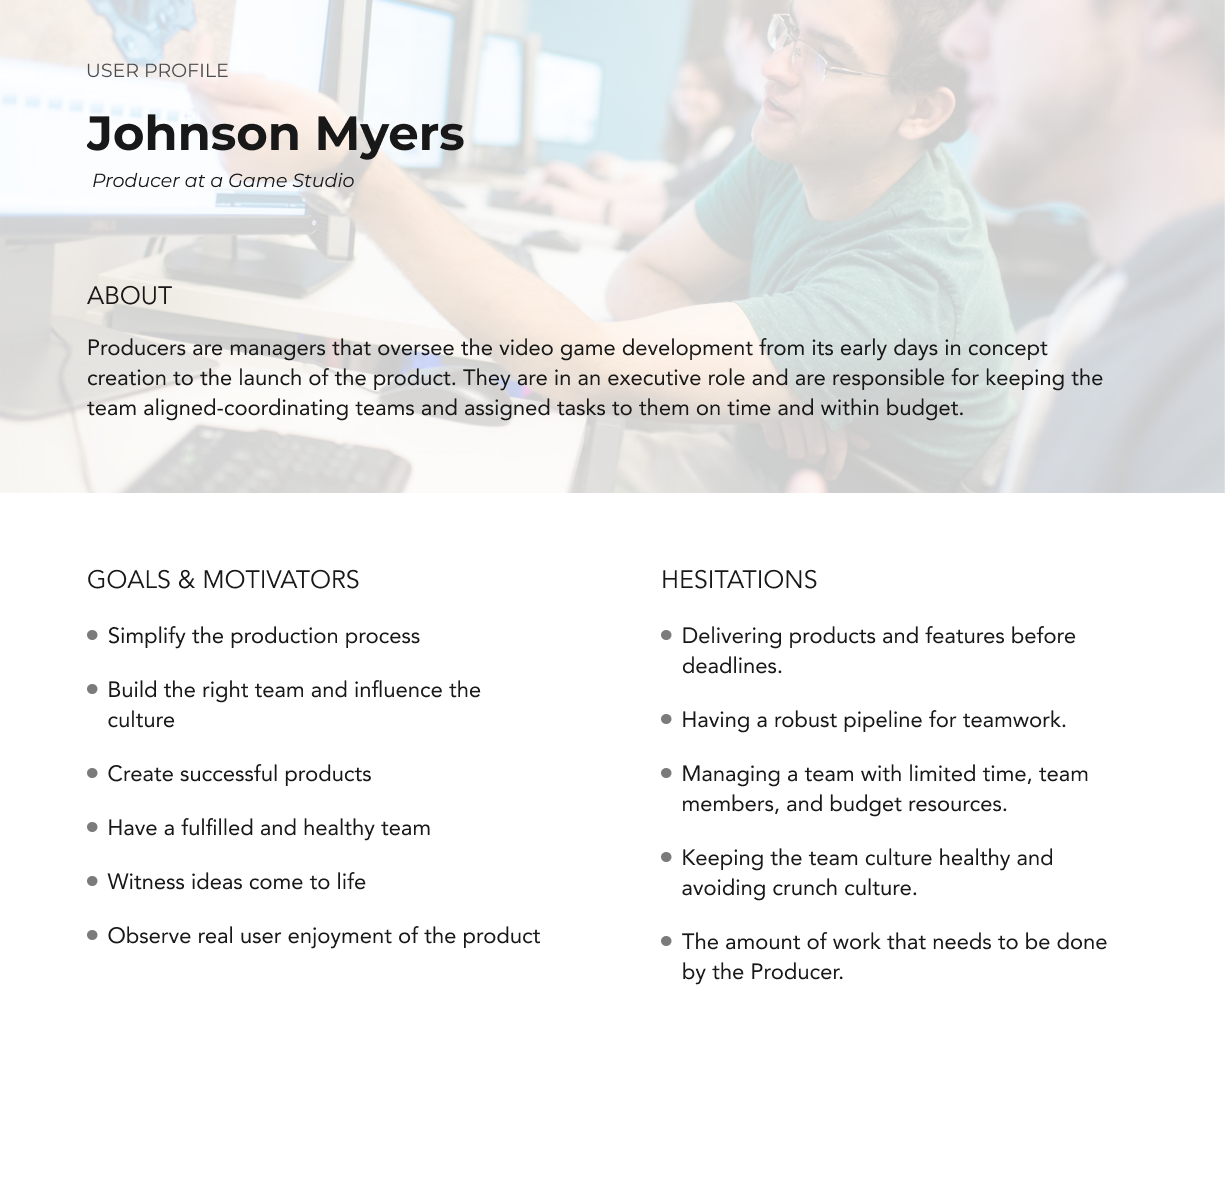 USER PROFILE
Johnson Myers
Producer at a Game Studio
ABOUT
Producers are managers that oversee the video game development from its early days in concept
creation to the launch of the product. They are in an executive role and are responsible for keeping the
team aligned-coordinating teams and assigned tasks to them on time and within budget.
GOALS & MOTIVATORS
Simplify the production process
Build the right team and influence the
culture
Create successful products
Have a fulfilled and healthy team
Witness ideas come to life
Observe real user enjoyment of the product
HESITATIONS
Delivering products and features before
deadlines.
Having a robust pipeline for teamwork.
Managing a team with limited time, team
members, and budget resources.
Keeping the team culture healthy and
avoiding crunch culture.
The amount of work that needs to be done
by the Producer.